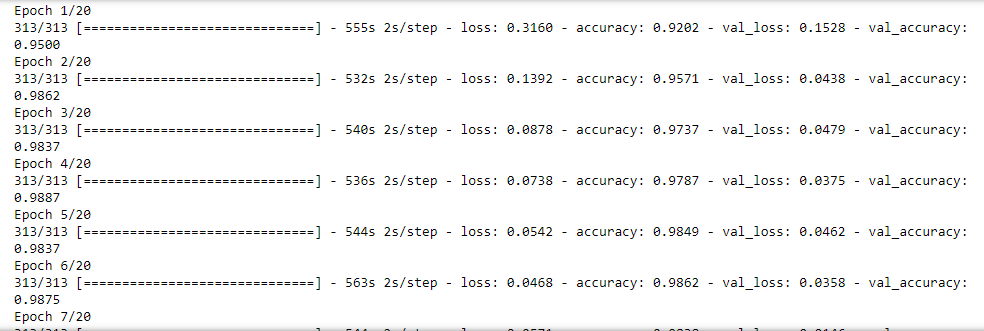 Epoch 1/20
313/313 [==============================] - 555s 2s/step - loss: 0.3160 - accuracy: 0.9202 - val_loss: 0.1528 - val_accuracy:
0.9500
Epoch 2/20
313/313 [==============================] - 532s 2s/step - loss: 0.1392 - accuracy: 0.9571 - val_loss: 0.0438 - val_accuracy:
0.9862
Epoch 3/20
313/313 [==============================] - 540s 2s/step - loss: 0.0878 - accuracy: 0.9737 - val_loss: 0.0479 - val_accuracy:
0.9837
Epoch 4/20
313/313 [==============================] - 536s 2s/step - loss: 0.0738 - accuracy: 0.9787 - val_loss: 0.0375 - val_accuracy:
0.9887
Epoch 5/20
313/313 [==============================] - 544s 2s/step - loss: 0.0542 - accuracy: 0.9849 - val_loss: 0.0462 - val_accuracy:
0.9837
Epoch 6/20
313/313 [==============================] - 563s 2s/step - loss: 0.0468 - accuracy: 0.9862 - val_loss: 0.0358 - val_accuracy:
0.9875
Epoch 7/20